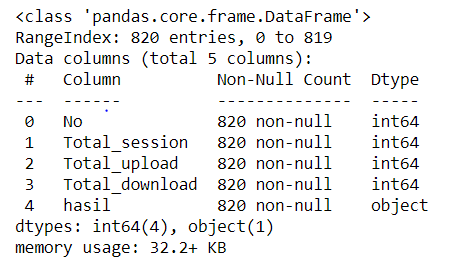 <class 'pandas.core.frame.DataFrame'>
RangeIndex: 820 entries, 0 to 819
Data columns (total 5 columns):
 #   Column          Non-Null Count  Dtype
---  ------          --------------  -----
 0   No              820 non-null    int64
 1   Total_session   820 non-null    int64
 2   Total_upload    820 non-null    int64
 3   Total_download  820 non-null    int64
 4   hasil           820 non-null    object
dtypes: int64(4), object(1)
memory usage: 32.2+ KB